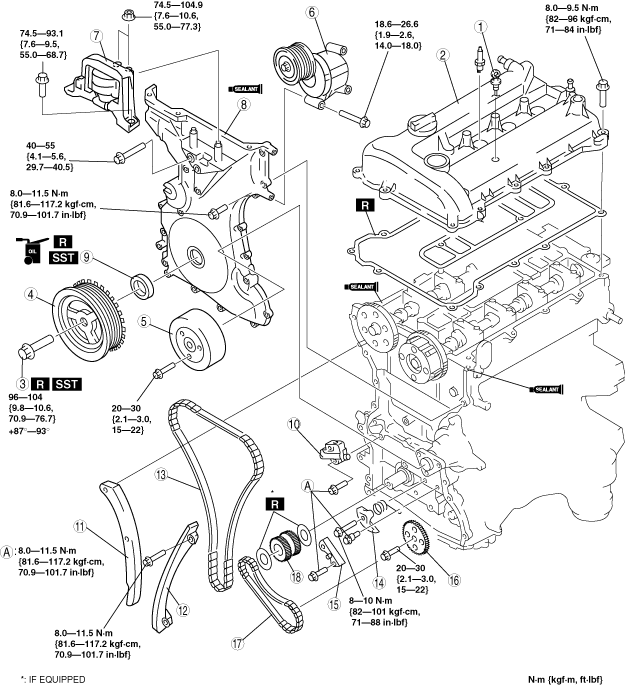 74.5—104.9
{7.6—10.6,
55.0—77.3}
74.5—93.1
{7.6—9.5,
55.0—68.7}
7
6
18.6—26.6
{1.9—2.6,
14.0—18.0}
1
2
8.0—9.5 N·m
{82—96 kgf·cm,
71—84 in·lbf}
SEALANT
8
40—55
{4.1—5.6,
29.7—40.5}
8.0—11.5 N·m
{81.6—117.2 kgf·cm,
70.9—101.7 in·lbf}
R
OIL
R
SST
9
4
5
SEALANT
3
R
SST
96—104
{9.8—10.6,
70.9—76.7}
+87°—93°
20—30
{2.1—3.0,
15—22}
SEALANT
10
13
A
*
R
11
A : 8.0—11.5 N·m
{81.6—117.2 kgf·cm,
70.9—101.7 in·lbf}
18
14
16
20—30
{2.1—3.0,
15—22}
15
12
8—10 N·m
{82—101 kgf·cm,
71—88 in·lbf}
8.0—11.5 N·m
{81.6—117.2 kgf·cm,
70.9—101.7 in·lbf}
17
*: IF EQUIPPED
N·m {kgf·m, ft·lbf}